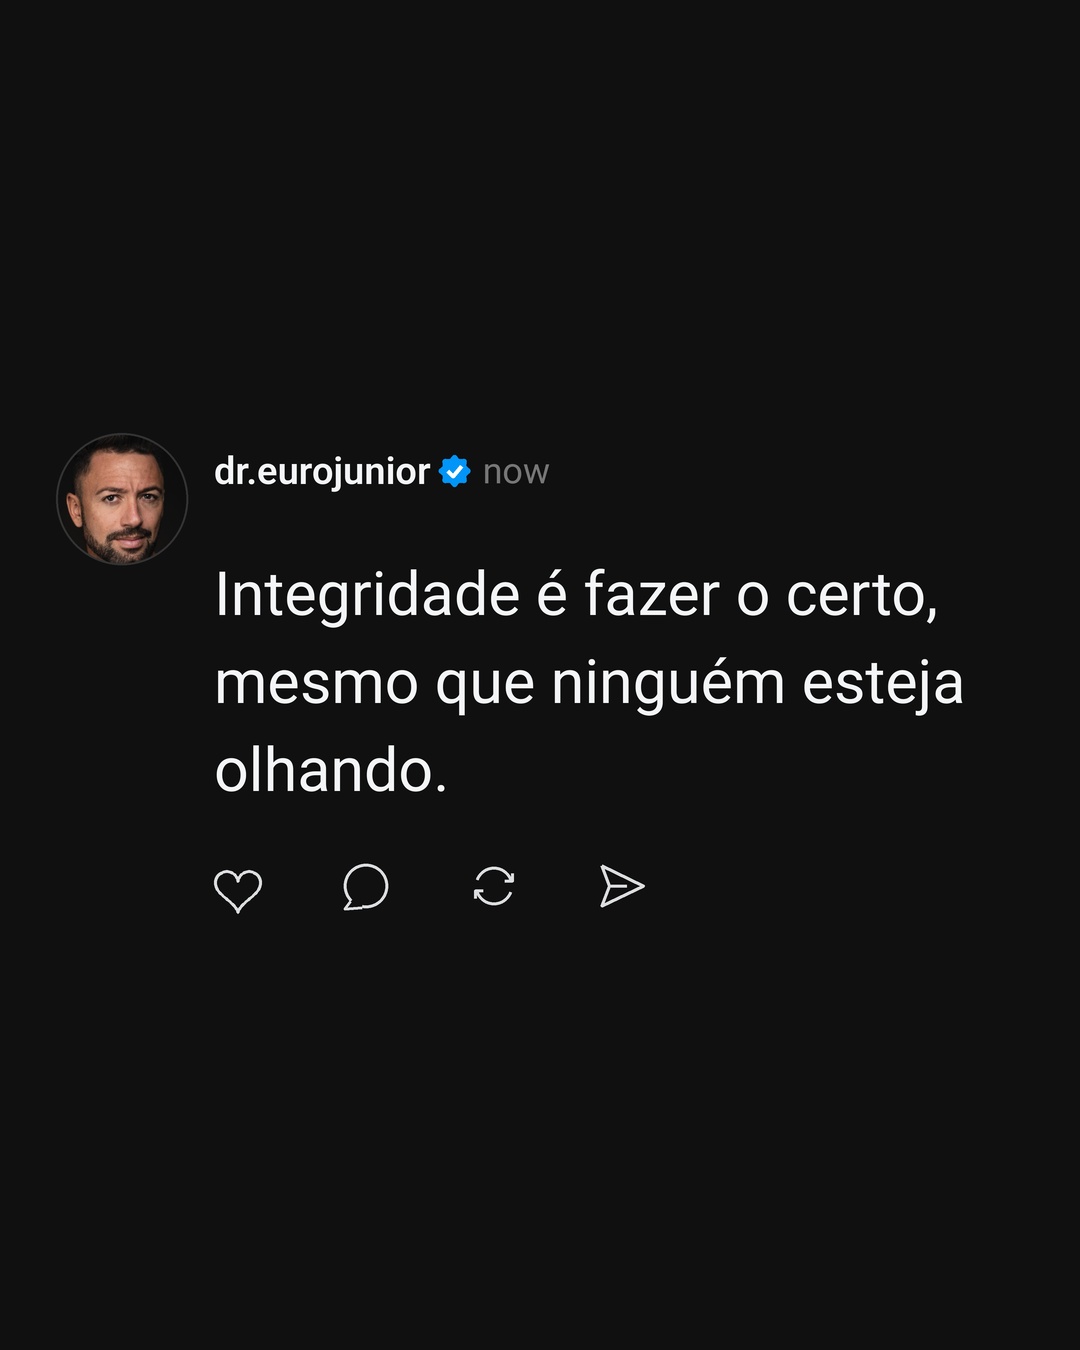 dr.eurojunior now
Integridade é fazer o certo,
mesmo que ninguém esteja
olhando.